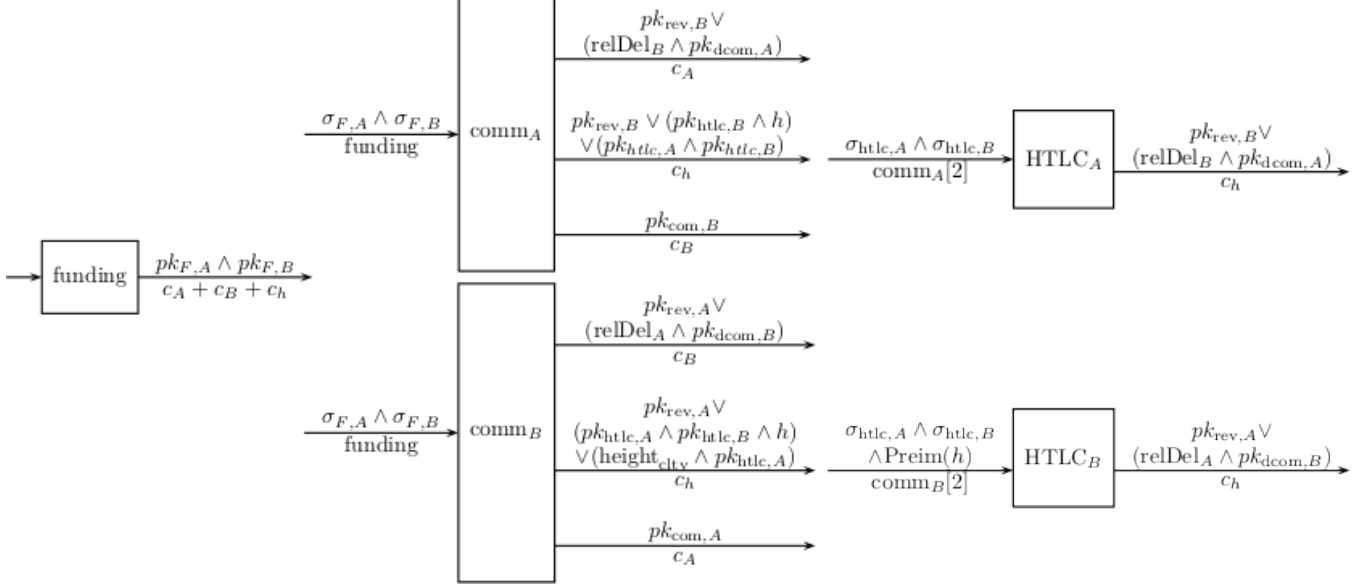 pk_{rev,B} ∨
(relDel_B ∧ pk_{dcom,A})
c_A
σ_{F,A} ∧ σ_{F,B}
funding
comm_A
pk_{rev,B} ∨ (pk_{htlc,B} ∧ h)
∨(pk_{htlc,A} ∧ pk_{htlc,B})
c_h
σ_{htlc,A} ∧ σ_{htlc,B}
comm_A[2]
HTLC_A
pk_{rev,B} ∨
(relDel_B ∧ pk_{dcom,A})
c_h
pk_{com,B}
c_B
funding
pk_{F,A} ∧ pk_{F,B}
c_A + c_B + c_h
pk_{rev,A} ∨
(relDel_A ∧ pk_{dcom,B})
c_B
σ_{F,A} ∧ σ_{F,B}
funding
comm_B
pk_{rev,A} ∨
(pk_{htlc,A} ∧ pk_{htlc,B} ∧ h)
∨(height_{cltv} ∧ pk_{htlc,A})
c_h
σ_{htlc,A} ∧ σ_{htlc,B}
∧Preim(h)
comm_B[2]
HTLC_B
pk_{rev,A} ∨
(relDel_A ∧ pk_{dcom,B})
c_h
pk_{com,A}
c_A